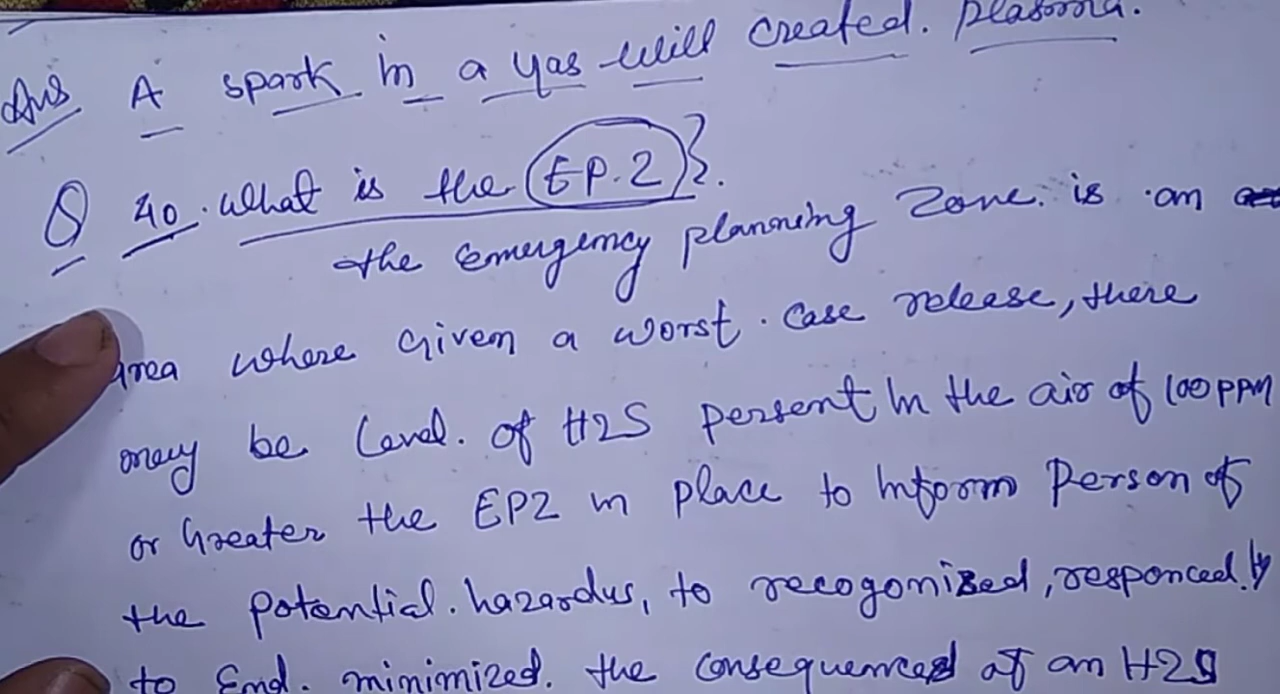 Ans A spark in a gas will created. plasma.
Q 40. What is the (EP.2)}.
the emergency planning Zone. is an
area where Given a worst. Case release, there
may be level. of H2S persent in the air of 100 PPM
or Greater the EPZ in place to Inform Person of
the potential. hazardus, to recogonised, responced.
to End. minimized. the consequences of an H2S